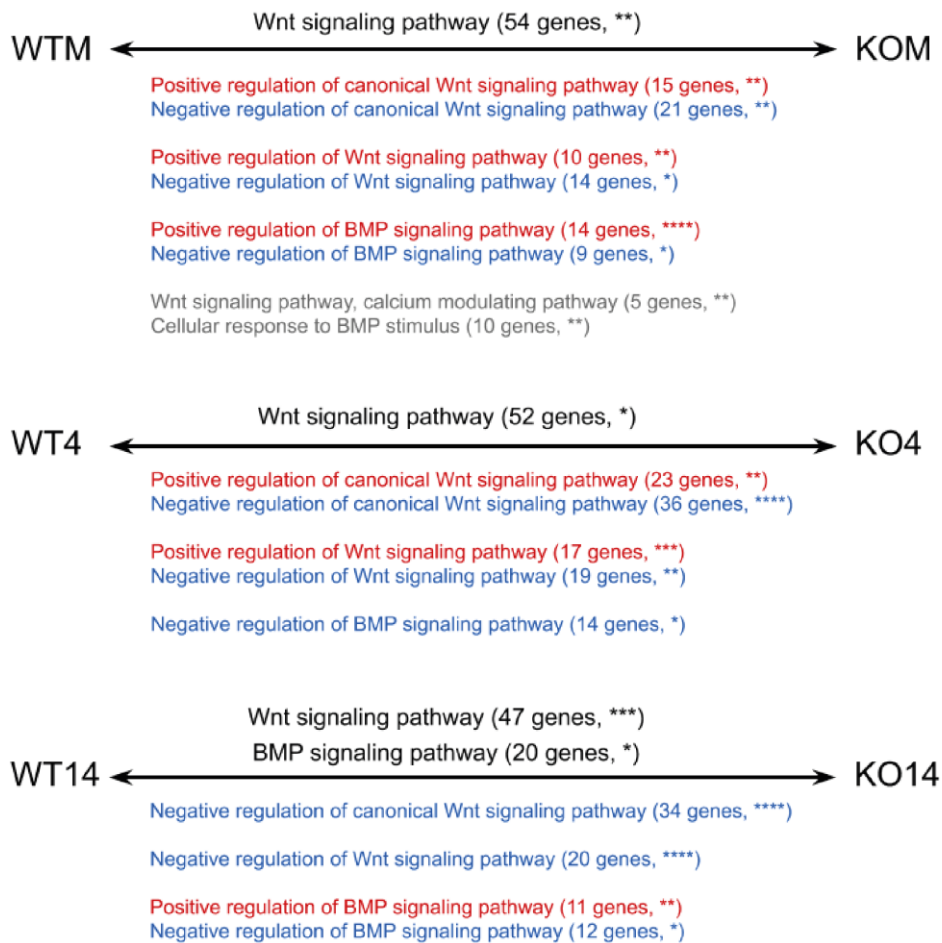 Wnt signaling pathway (54 genes, **)
WTM
KOM
Positive regulation of canonical Wnt signaling pathway (15 genes, **)
Negative regulation of canonical Wnt signaling pathway (21 genes, **)
Positive regulation of Wnt signaling pathway (10 genes, **)
Negative regulation of Wnt signaling pathway (14 genes, *)
Positive regulation of BMP signaling pathway (14 genes, ****)
Negative regulation of BMP signaling pathway (9 genes, *)
Wnt signaling pathway, calcium modulating pathway (5 genes, **)
Cellular response to BMP stimulus (10 genes, **)
Wnt signaling pathway (52 genes, *)
WT4
KO4
Positive regulation of canonical Wnt signaling pathway (23 genes, **)
Negative regulation of canonical Wnt signaling pathway (36 genes, ****)
Positive regulation of Wnt signaling pathway (17 genes, ***)
Negative regulation of Wnt signaling pathway (19 genes, **)
Negative regulation of BMP signaling pathway (14 genes, *)
Wnt signaling pathway (47 genes, ***)
BMP signaling pathway (20 genes, *)
WT14
KO14
Negative regulation of canonical Wnt signaling pathway (34 genes, ****)
Negative regulation of Wnt signaling pathway (20 genes, ****)
Positive regulation of BMP signaling pathway (11 genes, **)
Negative regulation of BMP signaling pathway (12 genes, *)